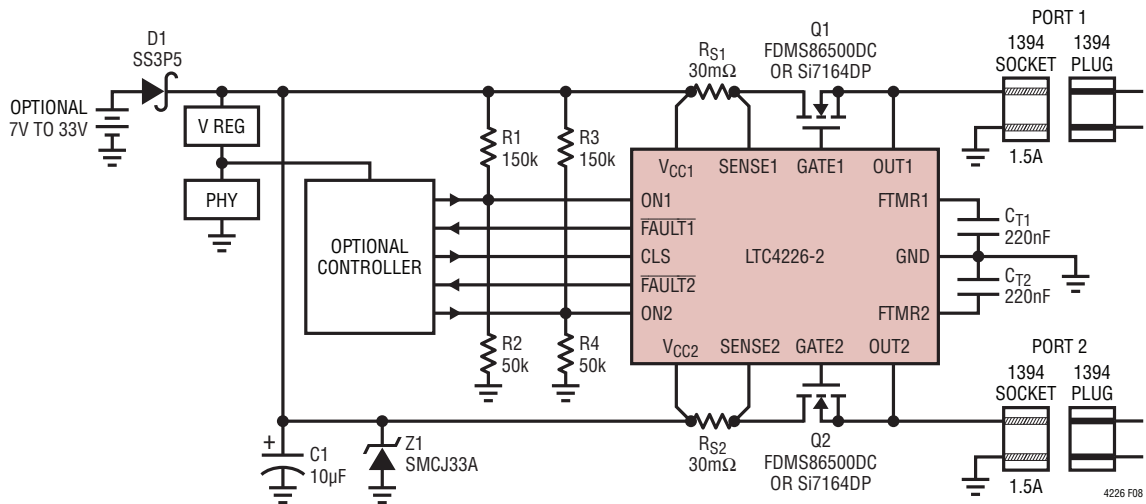 D1
SS3P5
OPTIONAL
7V TO 33V
V REG
PHY
OPTIONAL
CONTROLLER
R1
150k
R3
150k
R2
50k
R4
50k
RS1
30mΩ
Q1
FDMS86500DC
OR Si7164DP
VCC1
SENSE1
GATE1
OUT1
ON1
FAULT1
CLS
FAULT2
ON2
LTC4226-2
FTMR1
GND
FTMR2
VCC2
SENSE2
GATE2
OUT2
CT1
220nF
CT2
220nF
PORT 1
1394
SOCKET
1394
PLUG
1.5A
PORT 2
1394
SOCKET
1394
PLUG
1.5A
+
C1
10µF
Z1
SMCJ33A
RS2
30mΩ
Q2
FDMS86500DC
OR Si7164DP
4226 F08